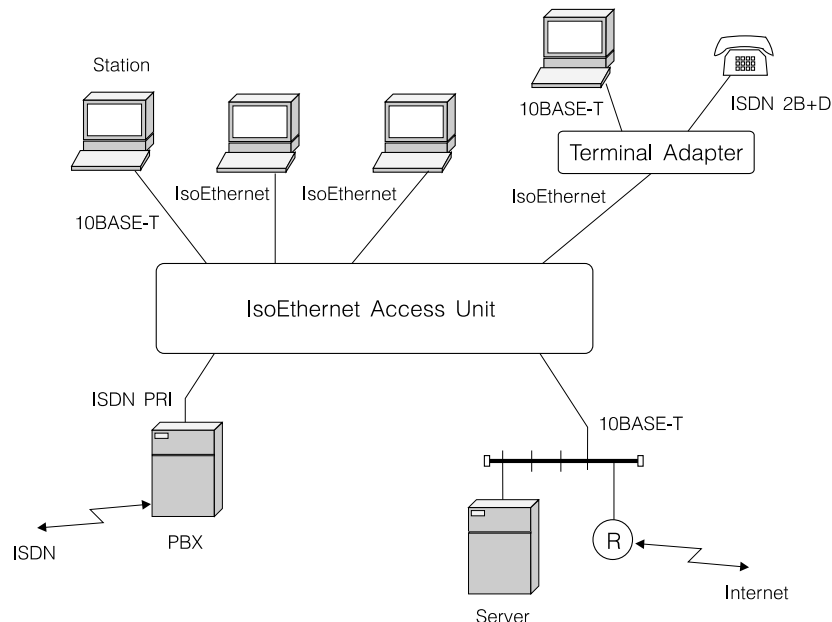 Station
10BASE-T
ISDN 2B+D
Terminal Adapter
IsoEthernet
IsoEthernet
IsoEthernet
10BASE-T
IsoEthernet Access Unit
ISDN PRI
10BASE-T
R
ISDN
PBX
Internet
Server